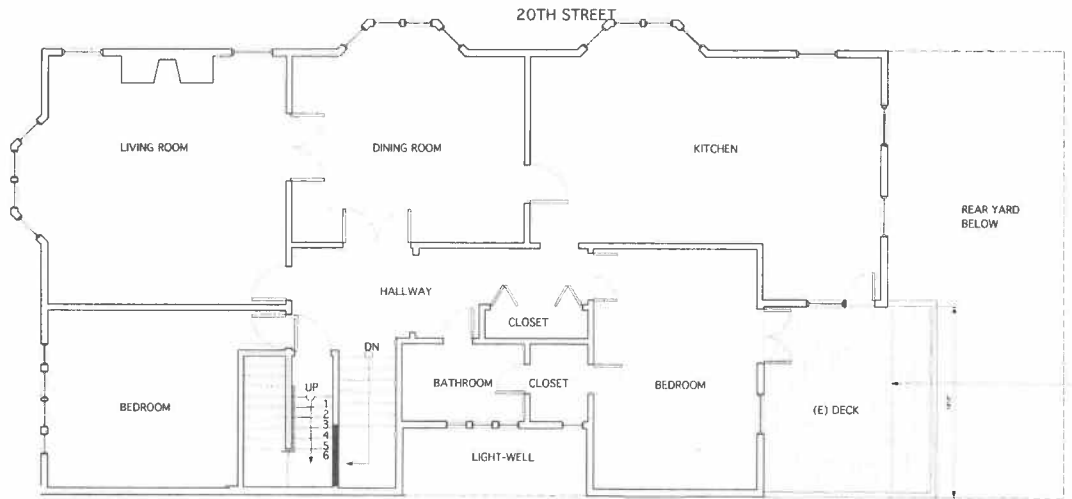 20TH STREET
LIVING ROOM
DINING ROOM
KITCHEN
REAR YARD
BELOW
HALLWAY
CLOSET
DN
BATHROOM
CLOSET
BEDROOM
UP
1
2
3
4
5
6
BEDROOM
(E) DECK
LIGHT-WELL